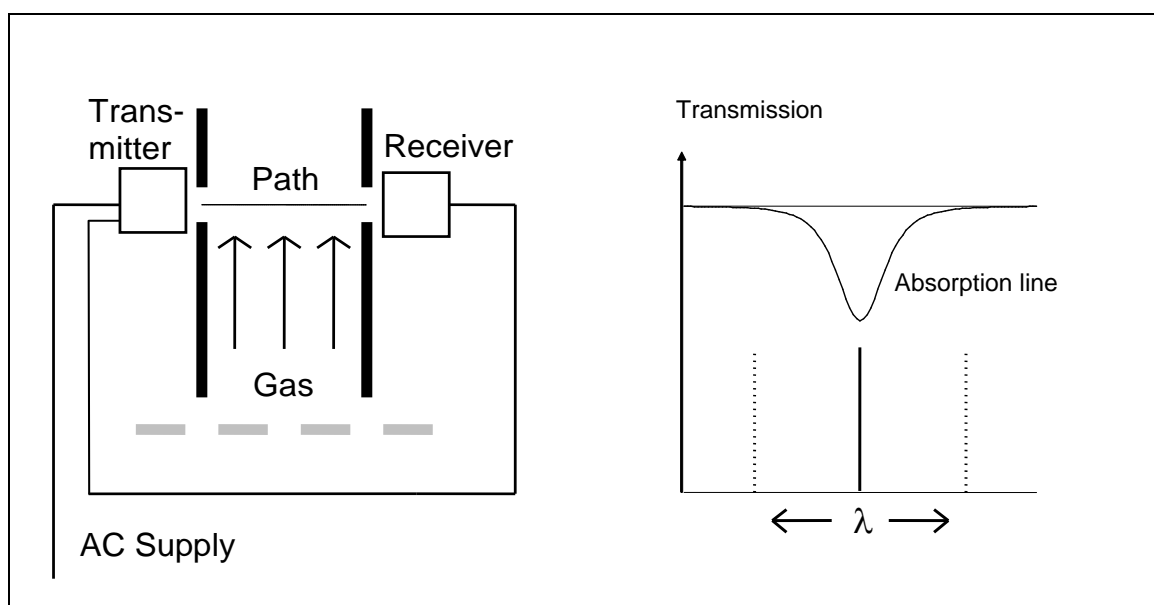 Trans-
mitter
Receiver
Path
Gas
AC Supply
Transmission
Absorption line
λ